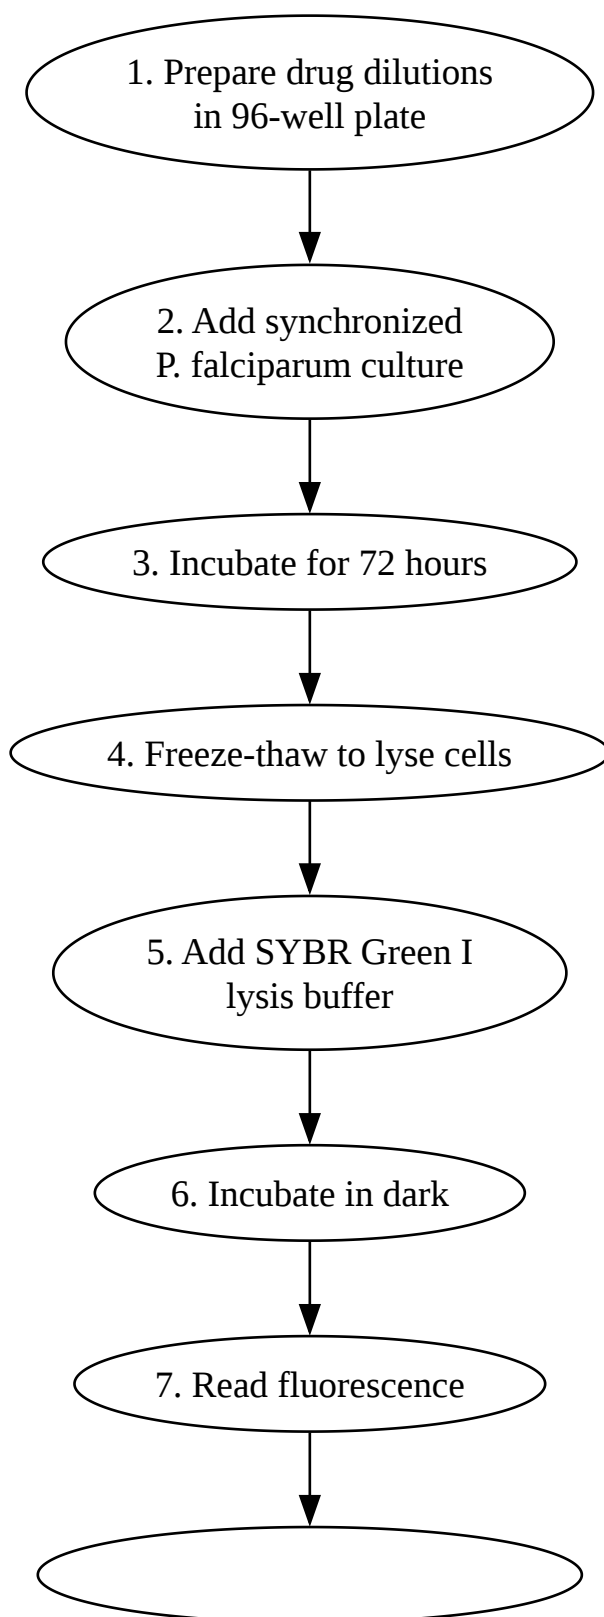 1. Prepare drug dilutions
in 96-well plate
2. Add synchronized
P. falciparum culture
3. Incubate for 72 hours
4. Freeze-thaw to lyse cells
5. Add SYBR Green I
lysis buffer
6. Incubate in dark
7. Read fluorescence